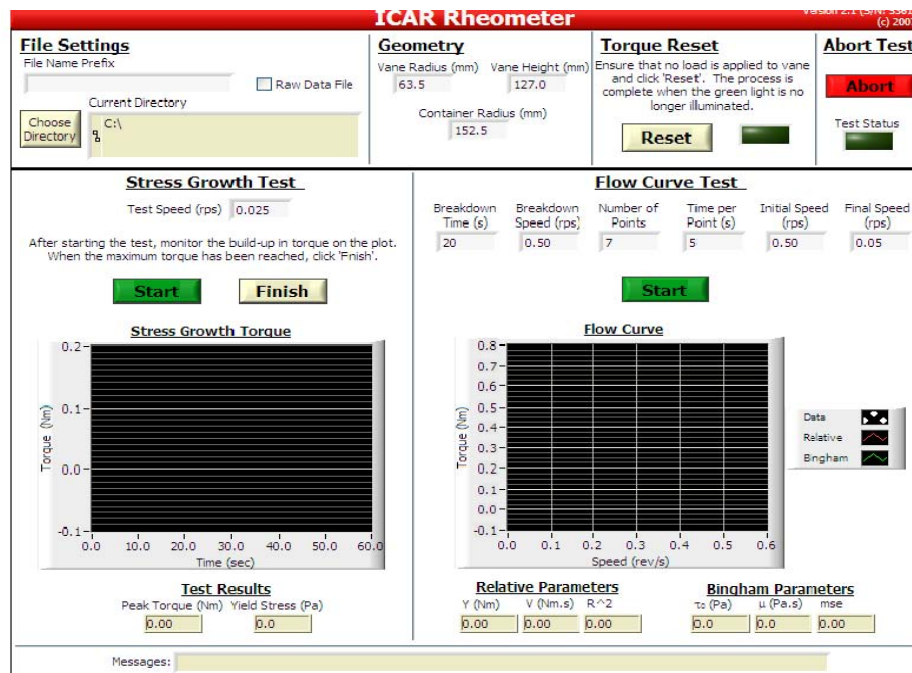 ICAR Rheometer
(c) 2007
File Settings
File Name Prefix
Raw Data File
Current Directory
Choose Directory
C:\
Geometry
Vane Radius (mm) Vane Height (mm)
63.5 127.0
Container Radius (mm)
152.5
Torque Reset
Ensure that no load is applied to vane
and click 'Reset'. The process is
complete when the green light is no
longer illuminated.
Reset
Abort Test
Abort
Test Status
Stress Growth Test
Test Speed (rps) 0.025
After starting the test, monitor the build-up in torque on the plot.
When the maximum torque has been reached, click 'Fnish'.
Start Finish
Stress Growth Torque
0.2
0.1
0.0
-0.1
Torque (Nm)
0.0 10.0 20.0 30.0 40.0 50.0 60.0
Time (sec)
Test Results
Peak Torque (Nm) Yield Stress (Pa)
0.00 0.0
Flow Curve Test
Breakdown Time (s) Breakdown Speed (rps) Number of Points Time per Point (s) Initial Speed (rps) Final Speed (rps)
20 0.50 7 5 0.50 0.05
Start
Flow Curve
0.8
0.7
0.6
0.5
0.4
0.3
0.2
0.1
0.0
-0.1
Torque (Nm)
0.0 0.1 0.2 0.3 0.4 0.5 0.6
Speed (rev/s)
Data
Relative
Bingham
Relative Parameters
Y (Nm) V (Nm.s) R^2
0.00 0.00 0.00
Bingham Parameters
τo (Pa) μ (Pa.s) mse
0.0 0.0 0.00
Messages: